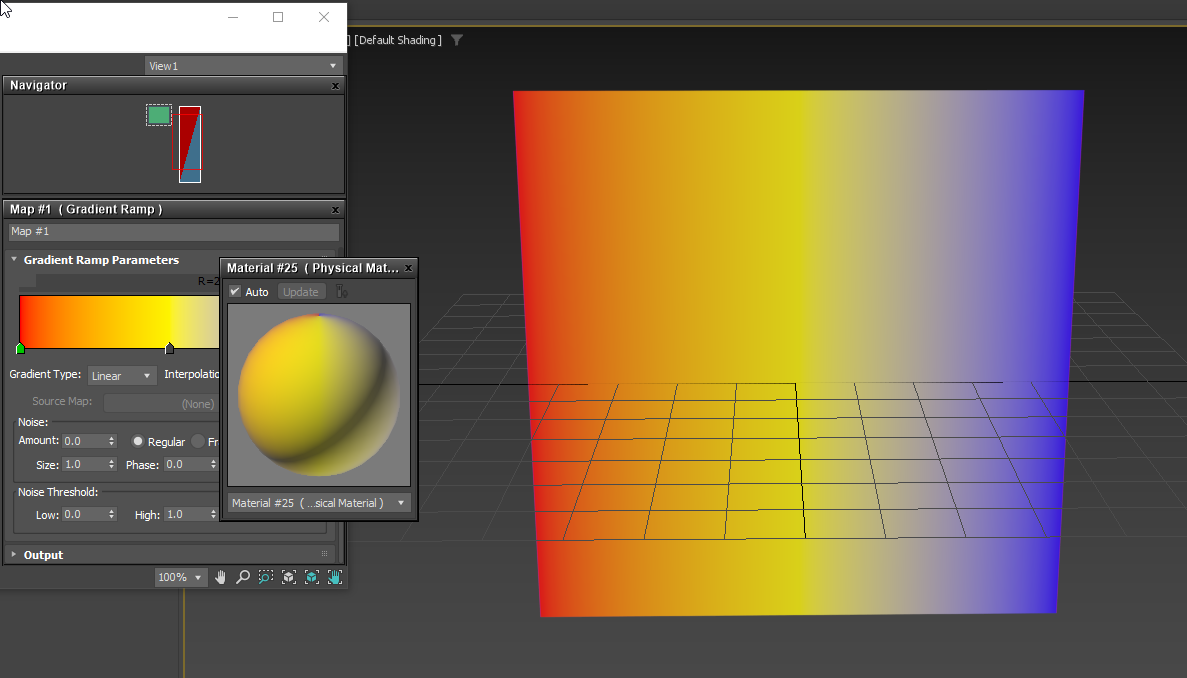 ] [Default Shading ]
View1
Navigator
Map #1 ( Gradient Ramp )
Map #1
Gradient Ramp Parameters
R=2
Material #25 ( Physical Mat...
Auto Update
Gradient Type: Linear Interpolatio
Source Map: (None)
Noise:
Amount: 0.0 Regular Fr
Size: 1.0 Phase: 0.0
Noise Threshold:
Low: 0.0 High: 1.0
Material #25 ( ...sical Material )
Output
100%